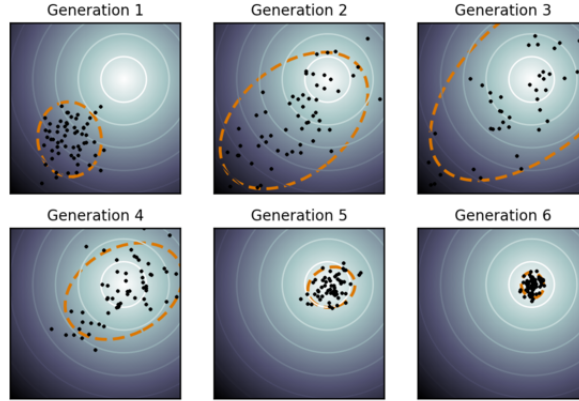 Generation 1
Generation 2
Generation 3
Generation 4
Generation 5
Generation 6